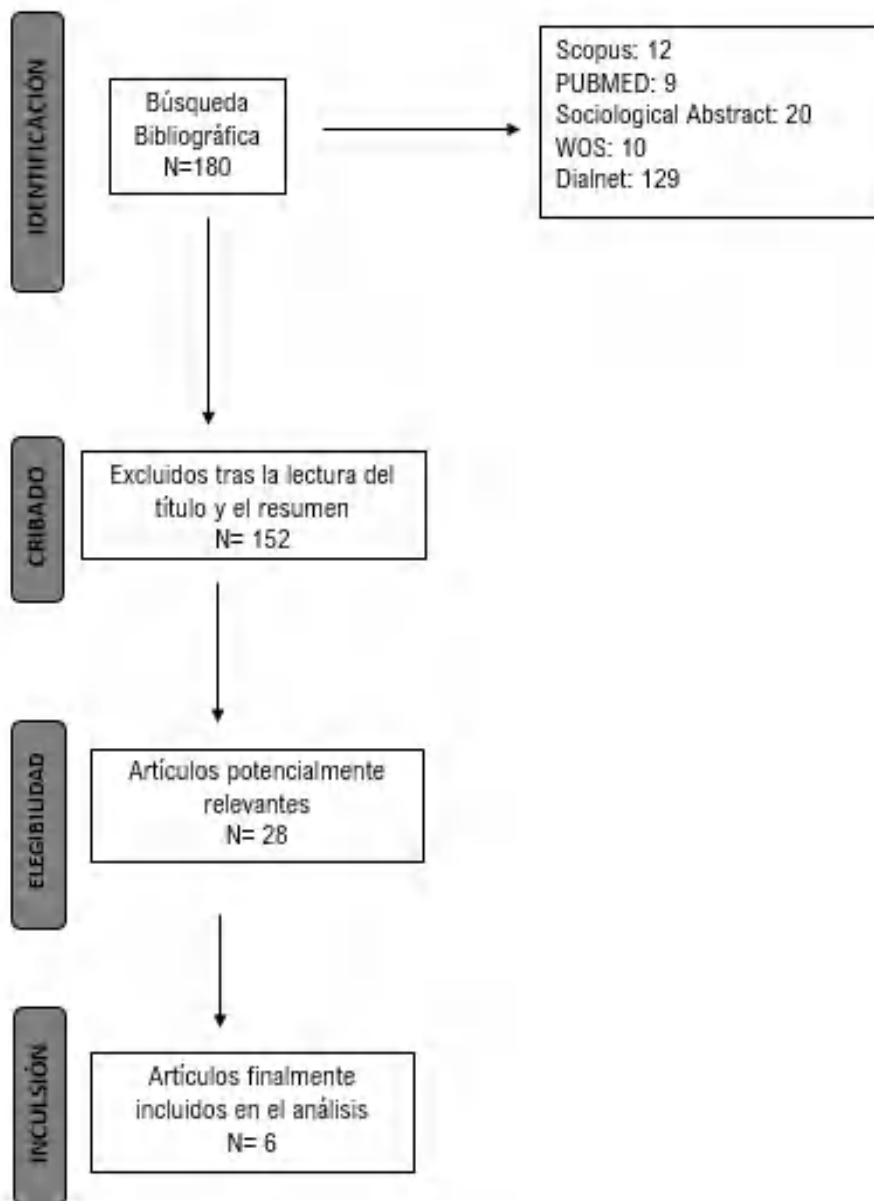 IDENTIFICACIÓN
Búsqueda
Bibliográfica
N=180
Scopus: 12
PUBMED: 9
Sociological Abstract: 20
WOS: 10
Dialnet: 129
CRIBADO
Excluidos tras la lectura del
título y el resumen
N= 152
ELEGIBILIDAD
Artículos potencialmente
relevantes
N= 28
INCULSIÓN
Artículos finalmente
incluidos en el análisis
N= 6